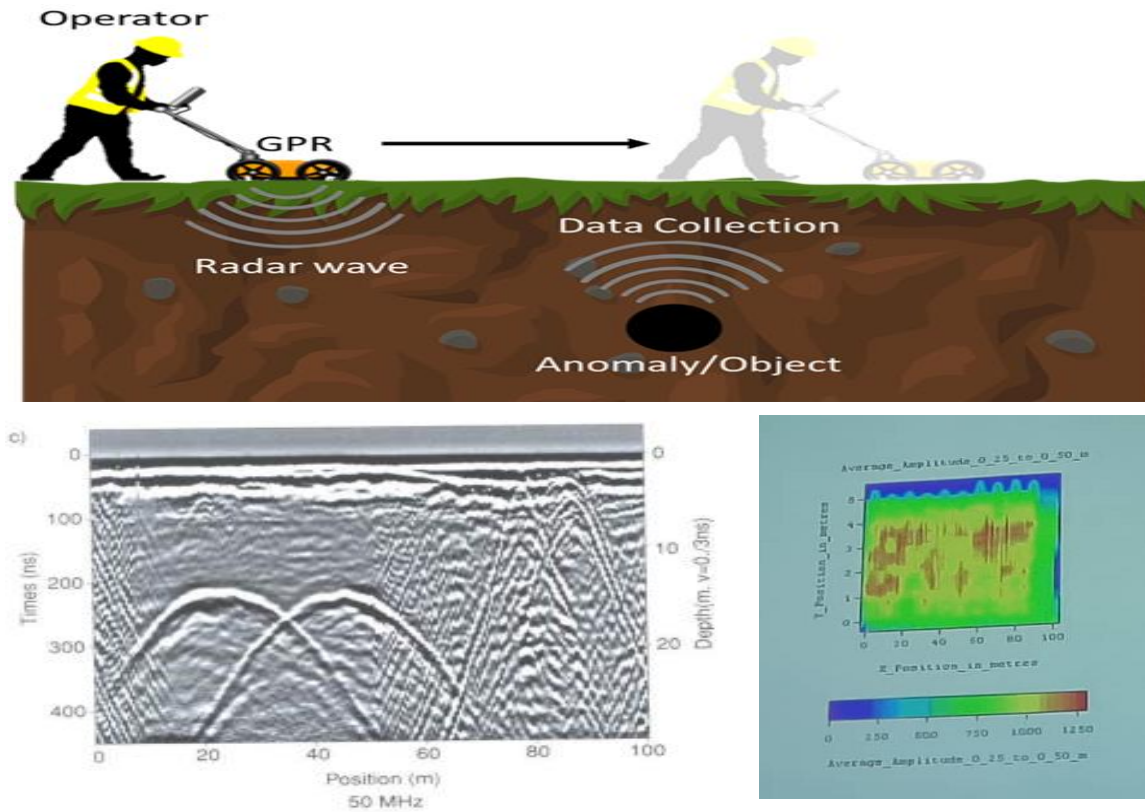 Operator
GPR
Data Collection
Radar wave
Anomaly/Object
c)
0
100
200
300
400
Times (ns)
0
10
20
Depth(m. v=0./3ns)
0 20 40 60 80 100
Position (m)
50 MHz
Average_Amplitude_0_25_to_0_50_m
5
4
3
2
1
0
Y_Position_in_metres
0 20 40 60 80 100
X_Position_in_metres
0 250 500 750 1000 1250
Average_Amplitude_0_25_to_0_50_m